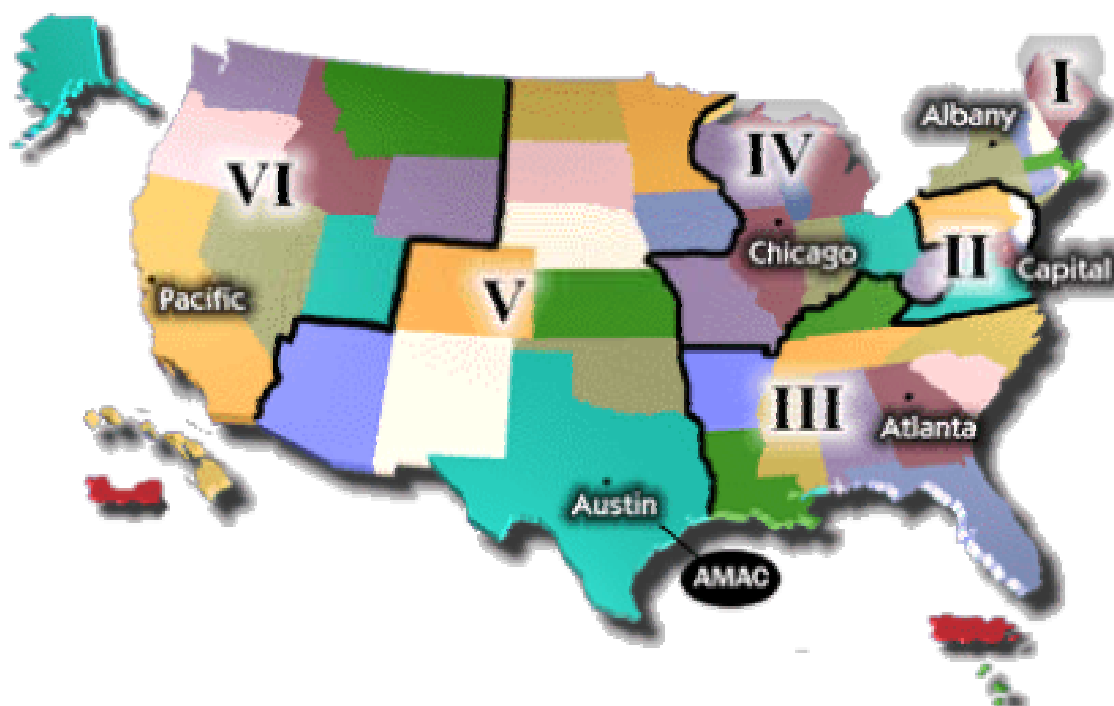 I
Albany
IV
VI
II
Chicago
Capital
Pacific
V
III
Atlanta
Austin
AMAC